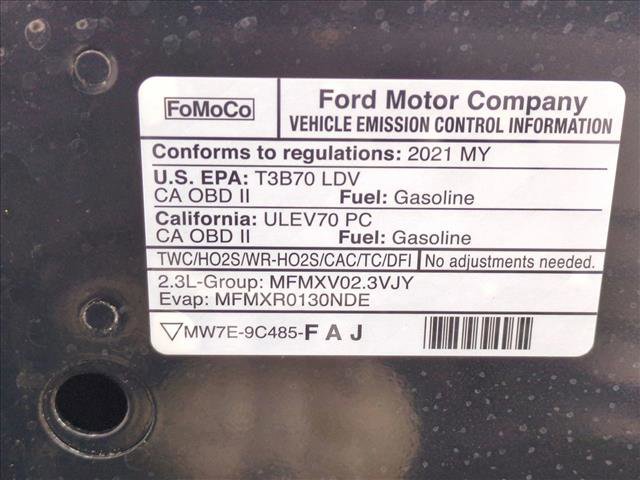 FoMoCo
Ford Motor Company
VEHICLE EMISSION CONTROL INFORMATION
Conforms to regulations: 2021 MY
U.S. EPA: T3B70 LDV
CA OBD II Fuel: Gasoline
California: ULEV70 PC
CA OBD II Fuel: Gasoline
TWC/HO2S/WR-HO2S/CAC/TC/DFI No adjustments needed.
2.3L-Group: MFMXV02.3VJY
Evap: MFMXR0130NDE
MW7E-9C485-F A J